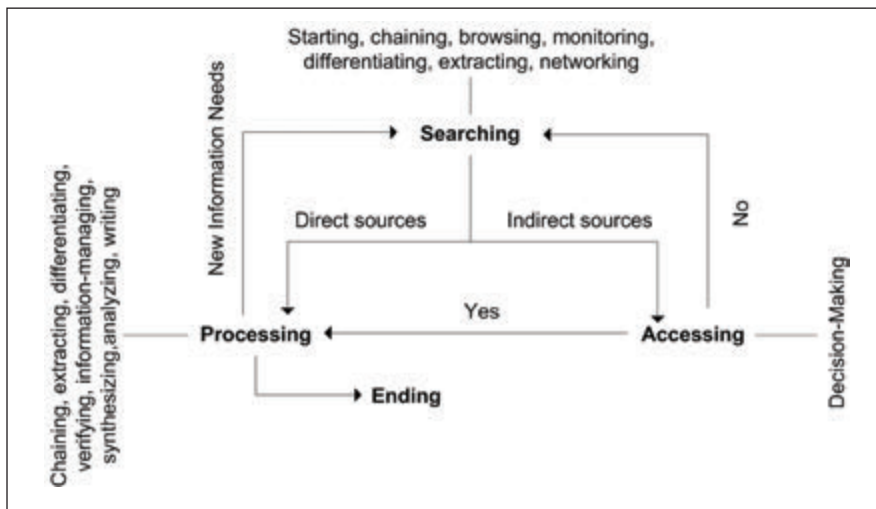 Starting, chaining, browsing, monitoring,
differentiating, extracting, networking
Searching
New Information Needs
Direct sources
Indirect sources
No
Chaining, extracting, differentiating,
verifying, information-managing,
synthesizing,analyzing, writing
Processing
Yes
Accessing
Decision-Making
Ending